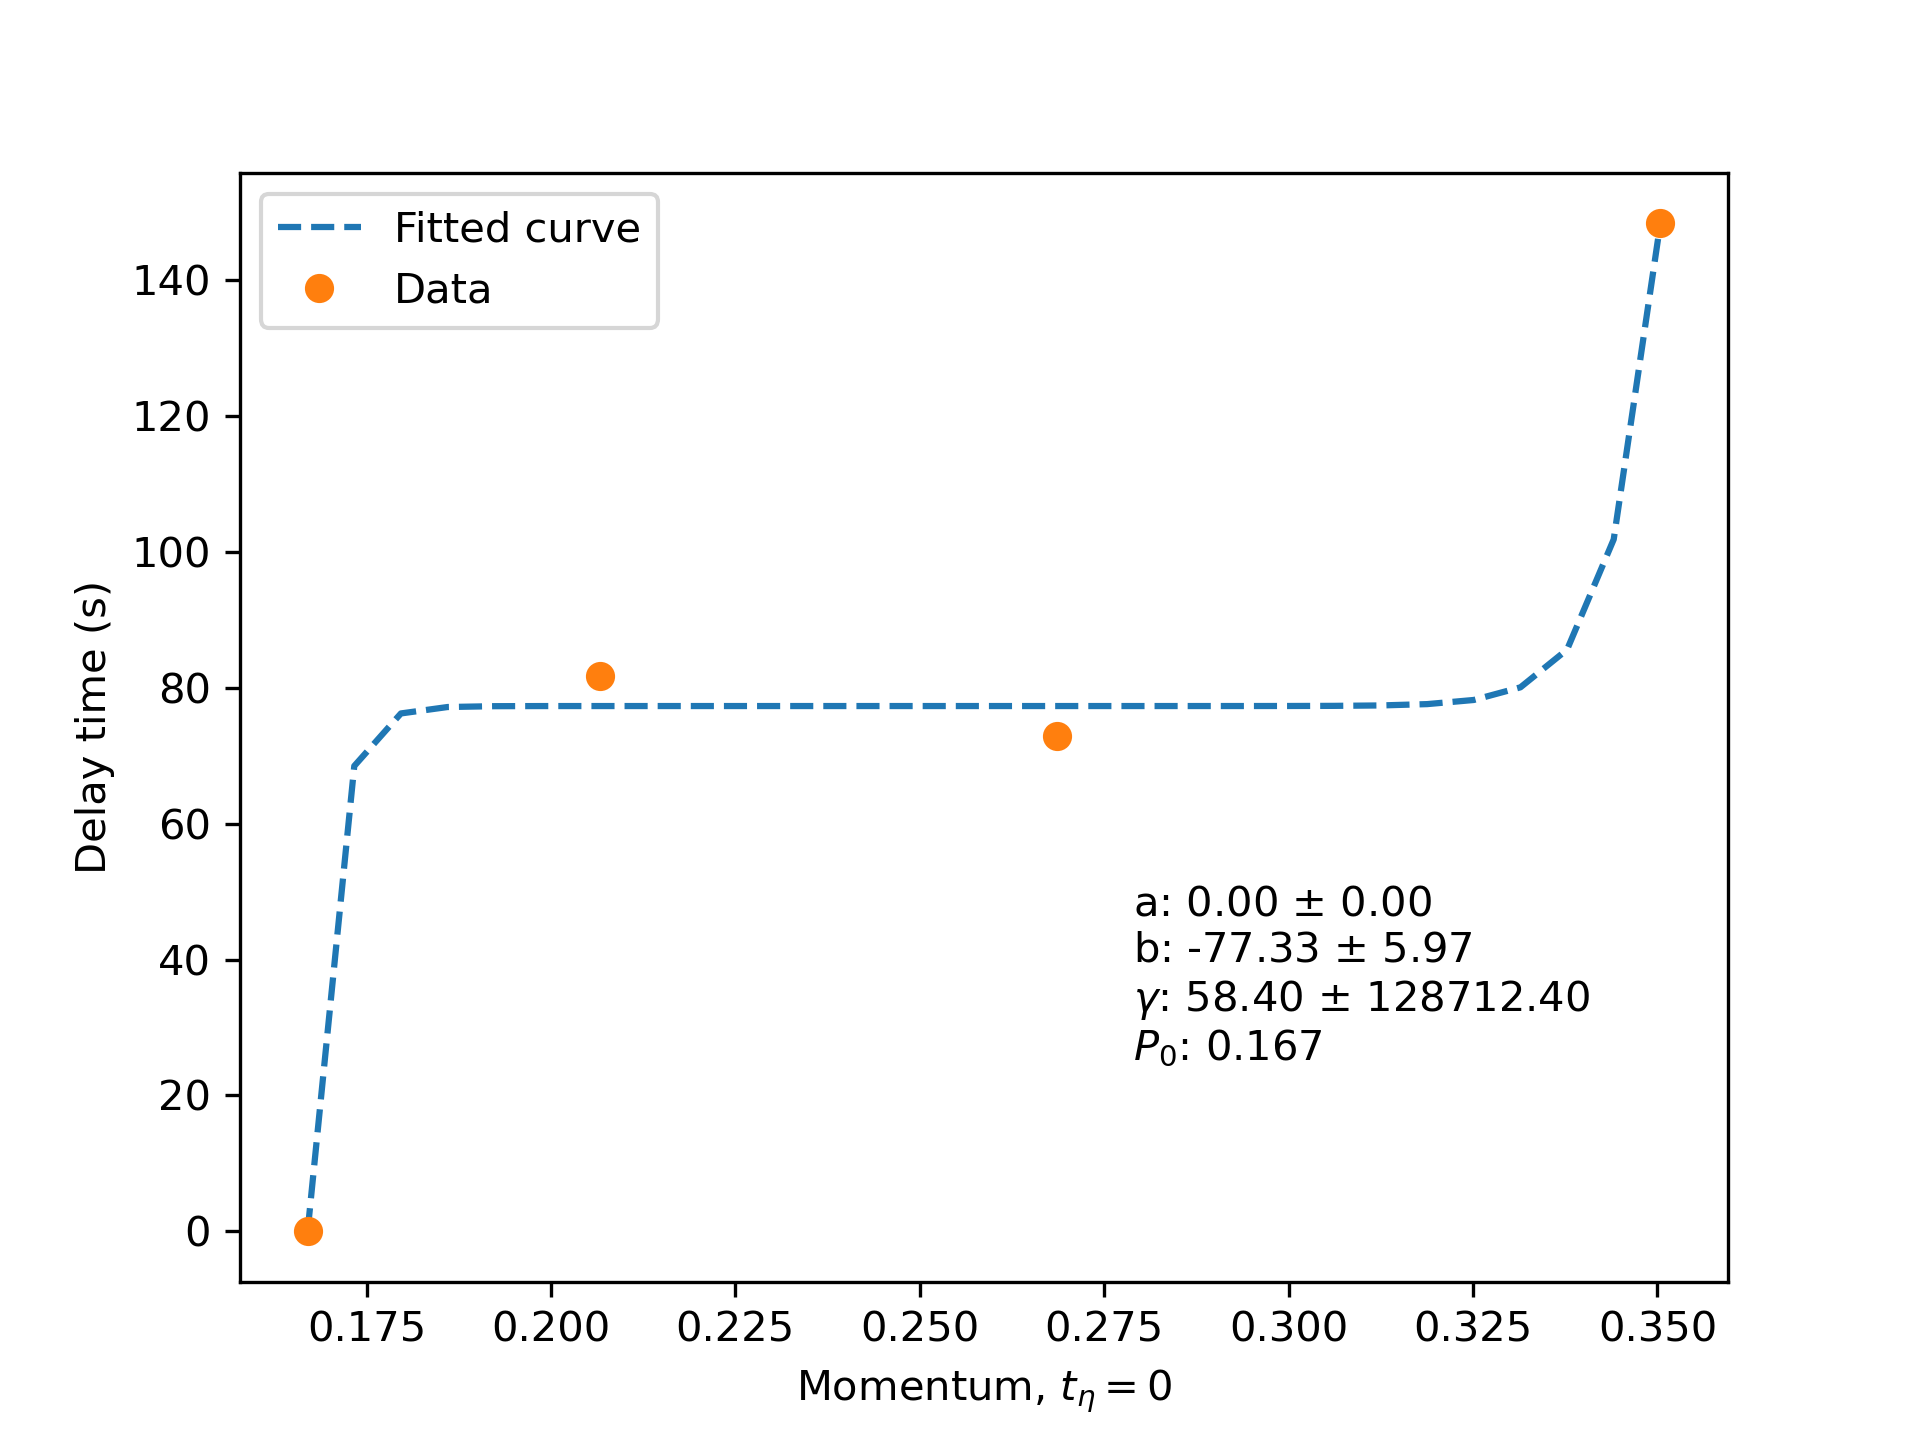 Fitted curve
Data
140
120
100
80
60
40
20
0
Delay time (s)
a: 0.00 ± 0.00
b: -77.33 ± 5.97
γ: 58.40 ± 128712.40
P₀: 0.167
0.175 0.200 0.225 0.250 0.275 0.300 0.325 0.350
Momentum, tη = 0